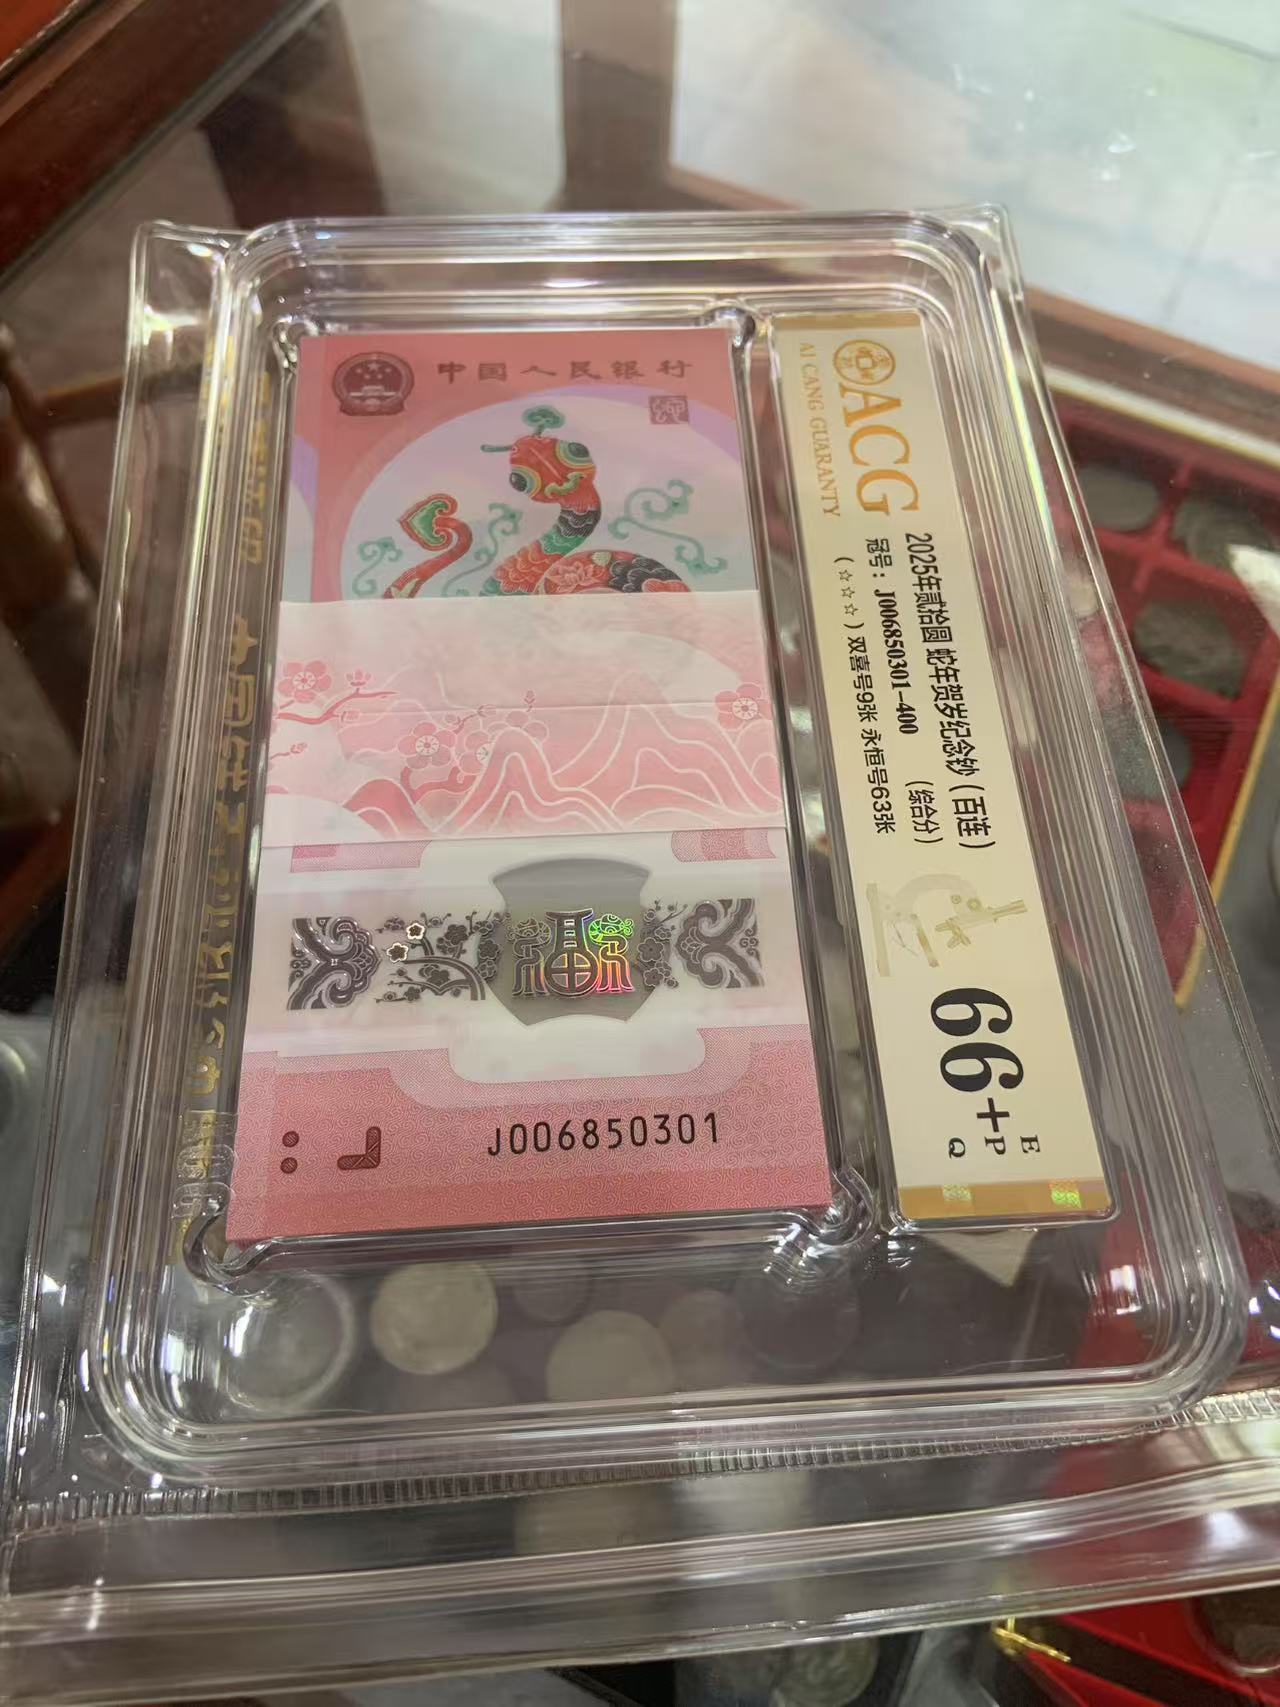 中国人民银行
J006850301
ACG
AI CANG GUARANTY
2025年贰拾圆 蛇年贺岁纪念钞（百连）
冠号：J006850301-400 （综合分）
（☆☆☆）双喜号9张 永恒号63张
66+
E
P
Q